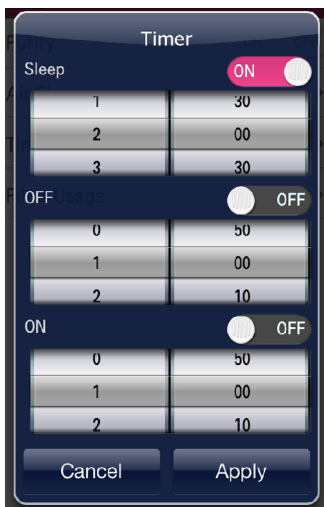 Timer
Sleep ON
1 30
2 00
3 30
OFF OFF
0 50
1 00
2 10
ON OFF
0 50
1 00
2 10
Cancel Apply